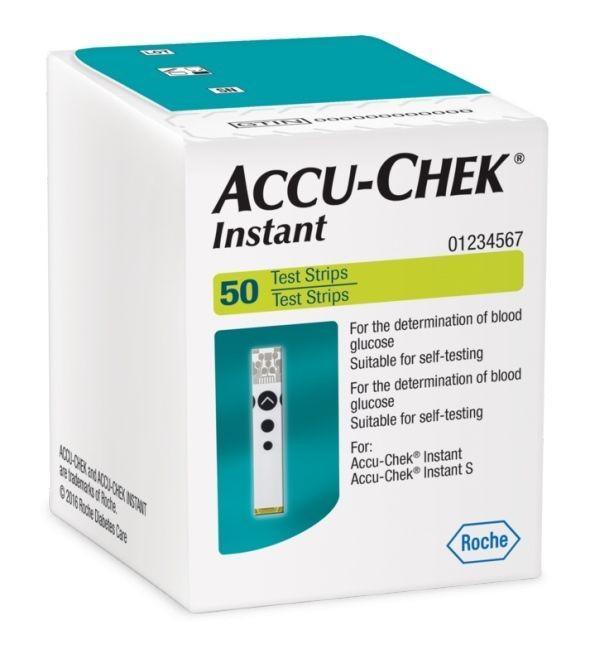 LOT
SN
GTIN 00000000000000
ACCU-CHEK®
Instant
01234567
50 Test Strips
Test Strips
For the determination of blood
glucose
Suitable for self-testing
For the determination of blood
glucose
Suitable for self-testing
For:
Accu-Chek® Instant
Accu-Chek® Instant S
Roche
ACCU-CHEK and ACCU-CHEK INSTANT
are trademarks of Roche.
© 2016 Roche Diabetes Care